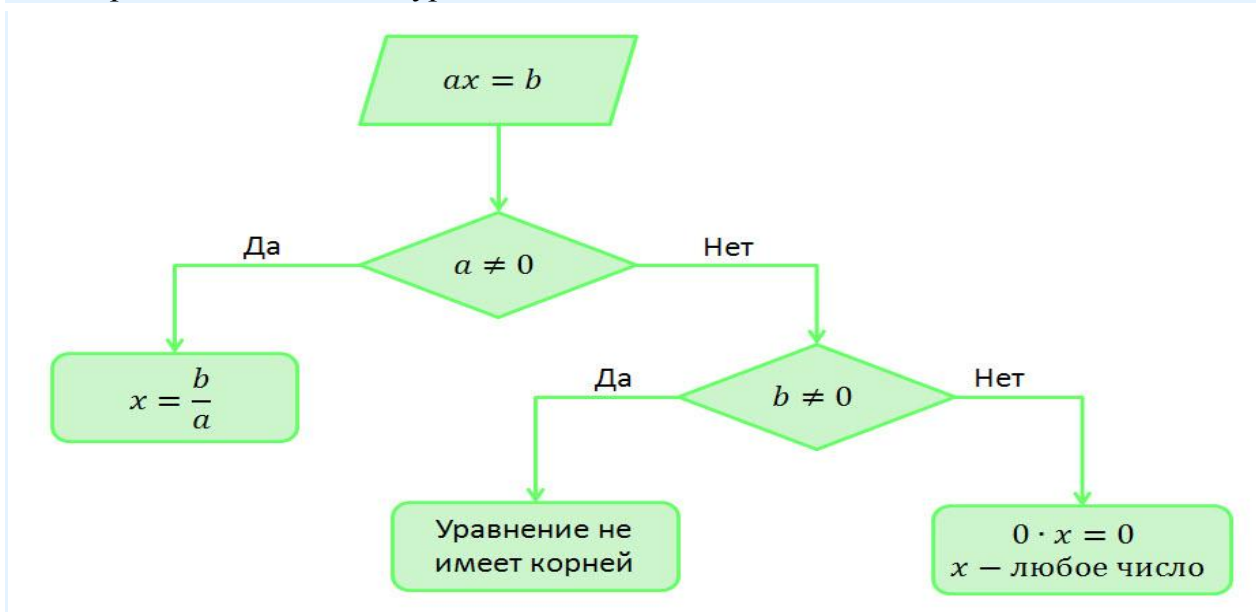 ax = b
Да
a ≠ 0
Нет
x = b/a
Да
b ≠ 0
Нет
Уравнение не
имеет корней
0 · x = 0
x – любое число